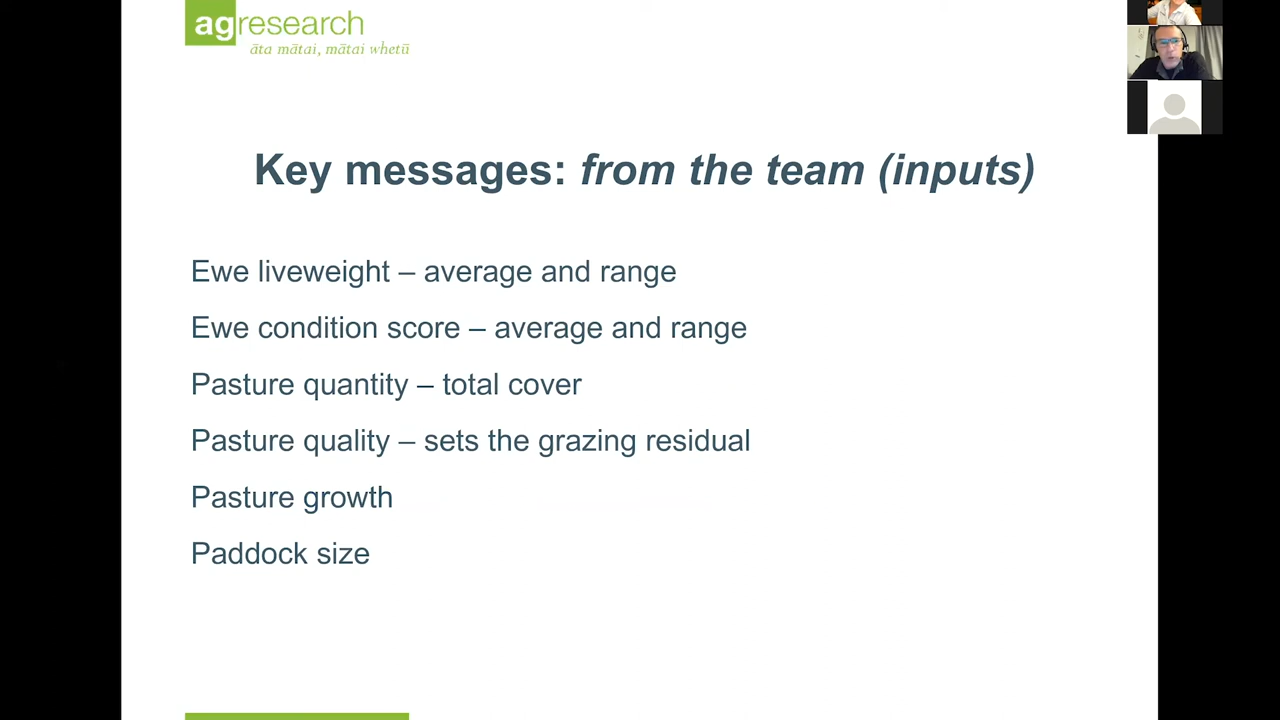 agresearch
āta mātai, mātai whetū
Key messages: from the team (inputs)
Ewe liveweight – average and range
Ewe condition score – average and range
Pasture quantity – total cover
Pasture quality – sets the grazing residual
Pasture growth
Paddock size